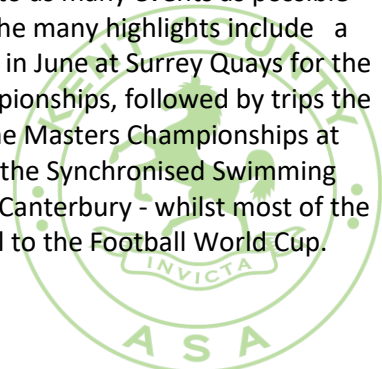 to as many events as possible
he many highlights include a
in June at Surrey Quays for the
pionships, followed by trips the
e Masters Championships at
the Synchronised Swimming
Canterbury - whilst most of the
d to the Football World Cup.
KENT COUNTY
INVICTA
ASA